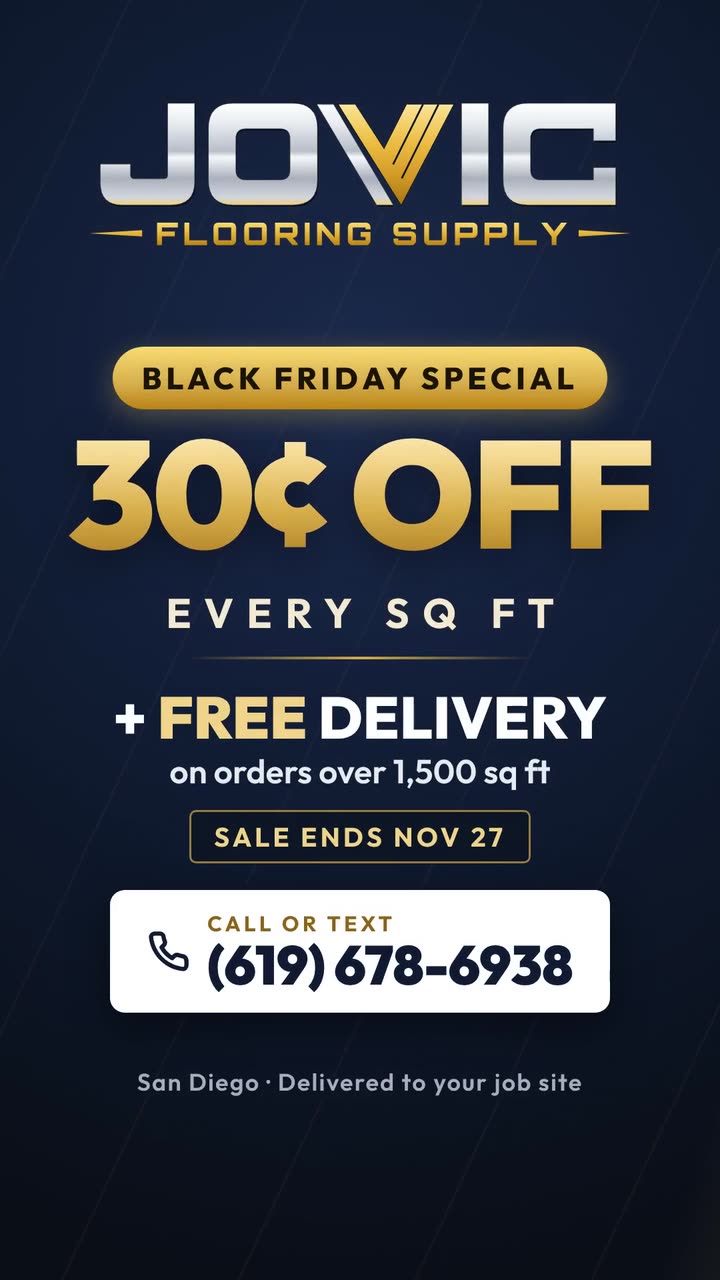 JOVIC
FLOORING SUPPLY
BLACK FRIDAY SPECIAL
30¢ OFF
EVERY SQ FT
+ FREE DELIVERY
on orders over 1,500 sq ft
SALE ENDS NOV 27
CALL OR TEXT
(619) 678-6938
San Diego · Delivered to your job site